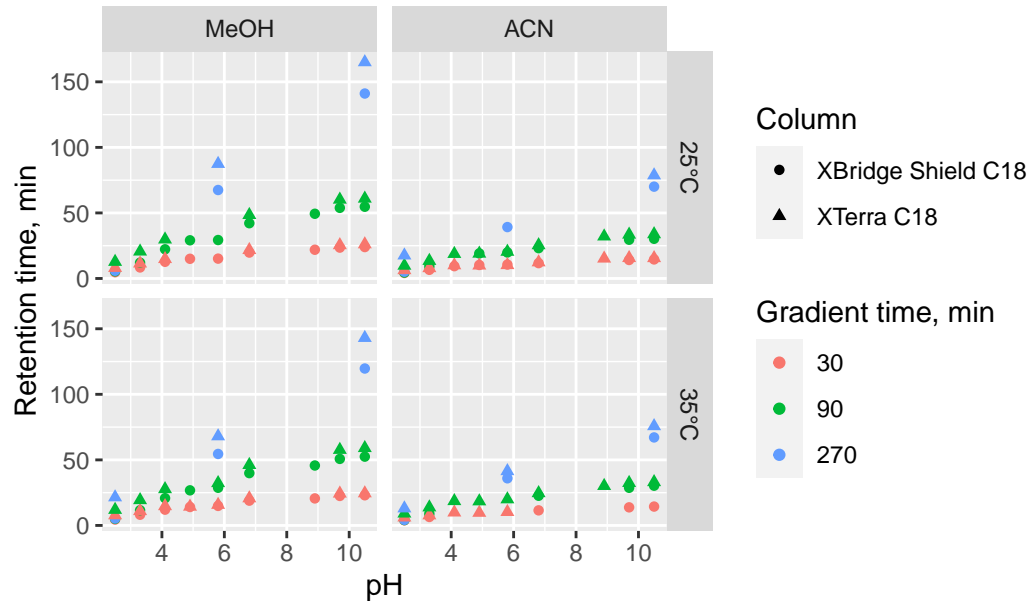 MeOH
ACN
150
100
50
0
25°C
150
100
50
0
35°C
4
6
8
10
4
6
8
10
pH
Retention time, min
Column
XBridge Shield C18
XTerra C18
Gradient time, min
30
90
270